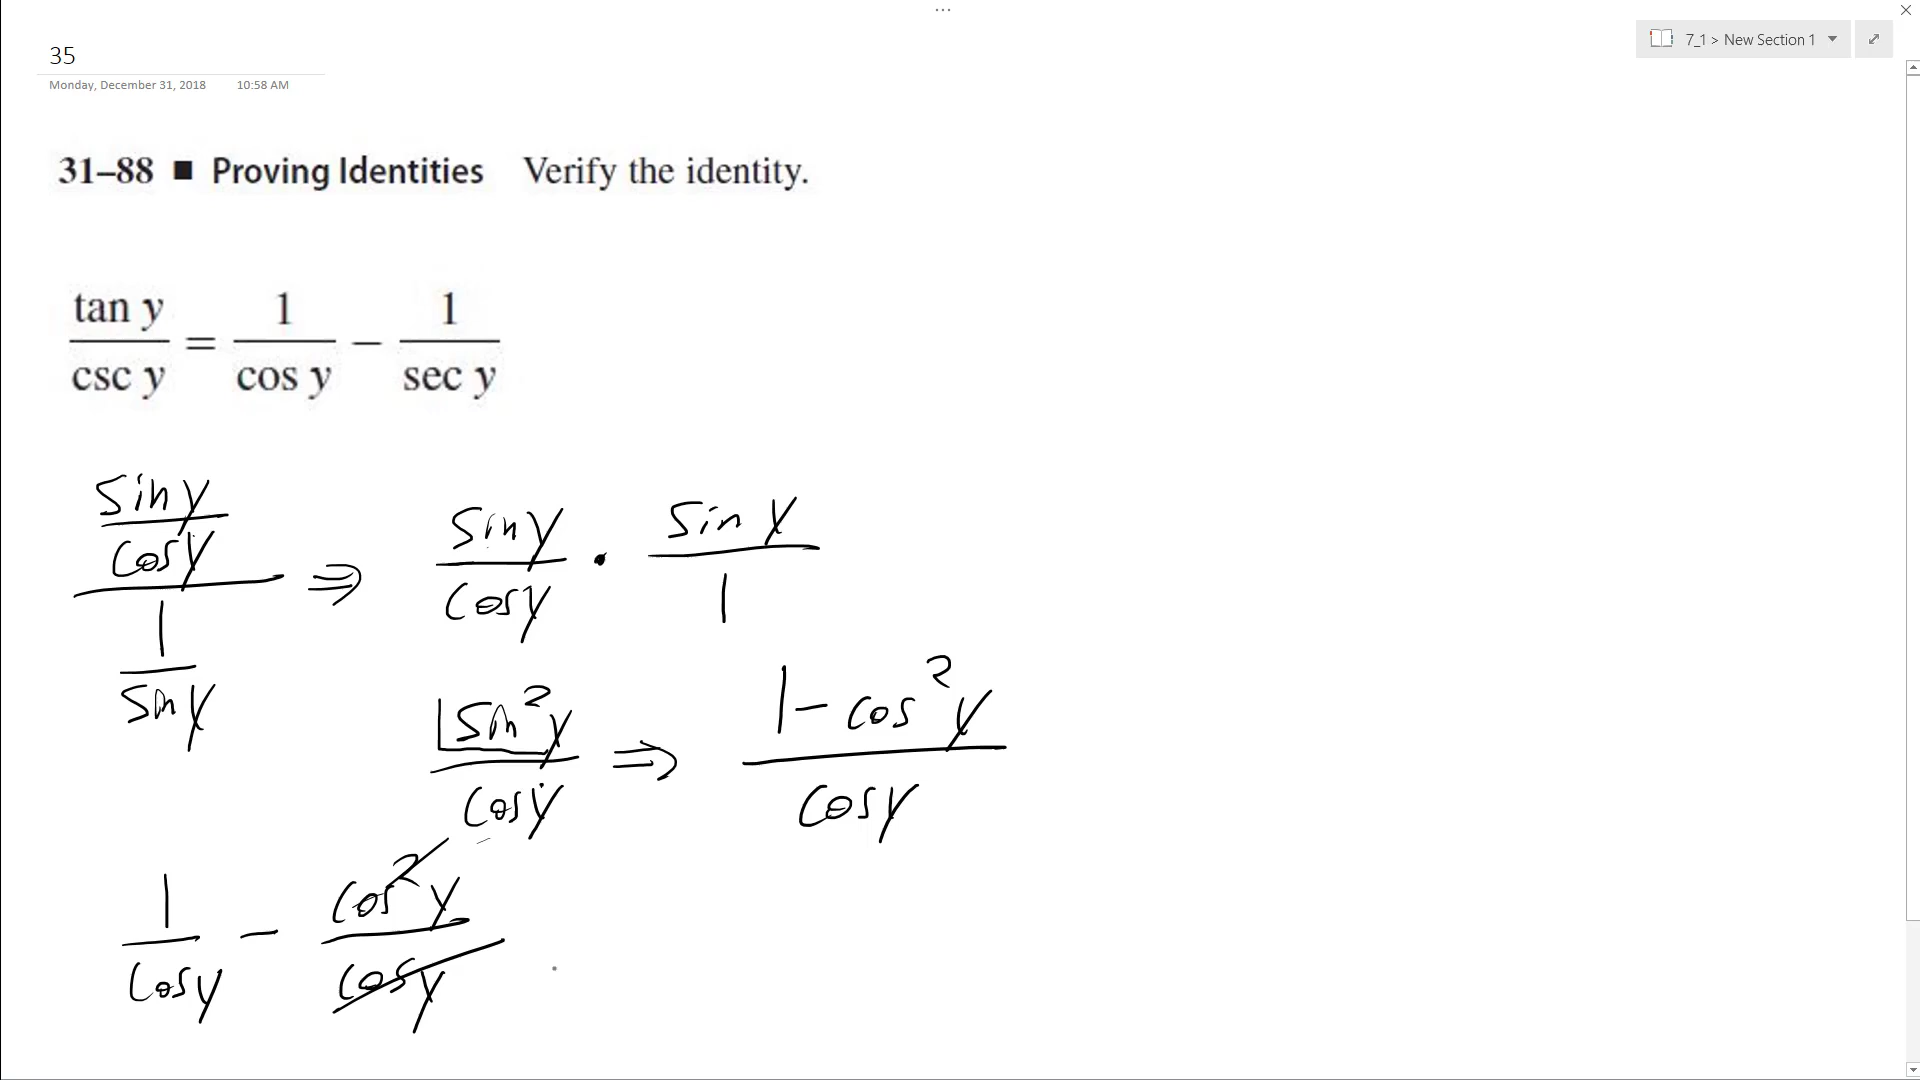 35
7_1 > New Section 1
Monday, December 31, 2018 10:58 AM
31–88 ■ Proving Identities Verify the identity.
tan y / csc y = 1 / cos y − 1 / sec y
(sin y / cos y) / (1 / sin y) ⇒ sin y / cos y · sin y / 1
sin²y / cos y ⇒ 1 − cos²y / cos y
1 / cos y − cos²y / cos y